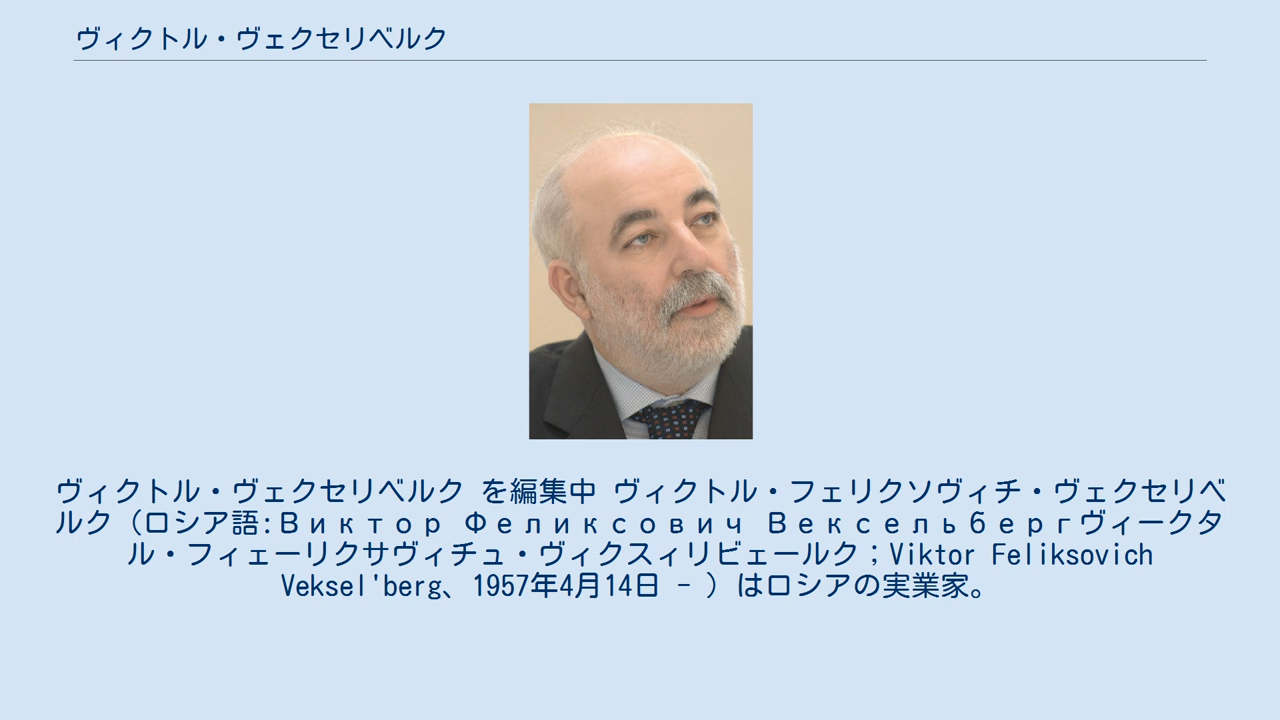 ヴィクトル・ヴェクセリベルク
ヴィクトル・ヴェクセリベルク を編集中 ヴィクトル・フェリクソヴィチ・ヴェクセリベ
ルク（ロシア語:Виктор Феликсович Вексельбергヴィークタ
ル・フィェーリクサヴィチュ・ヴィクスィリビェールルク；Viktor Feliksovich
Veksel'berg、1957年4月14日 - ）はロシアの実業家。